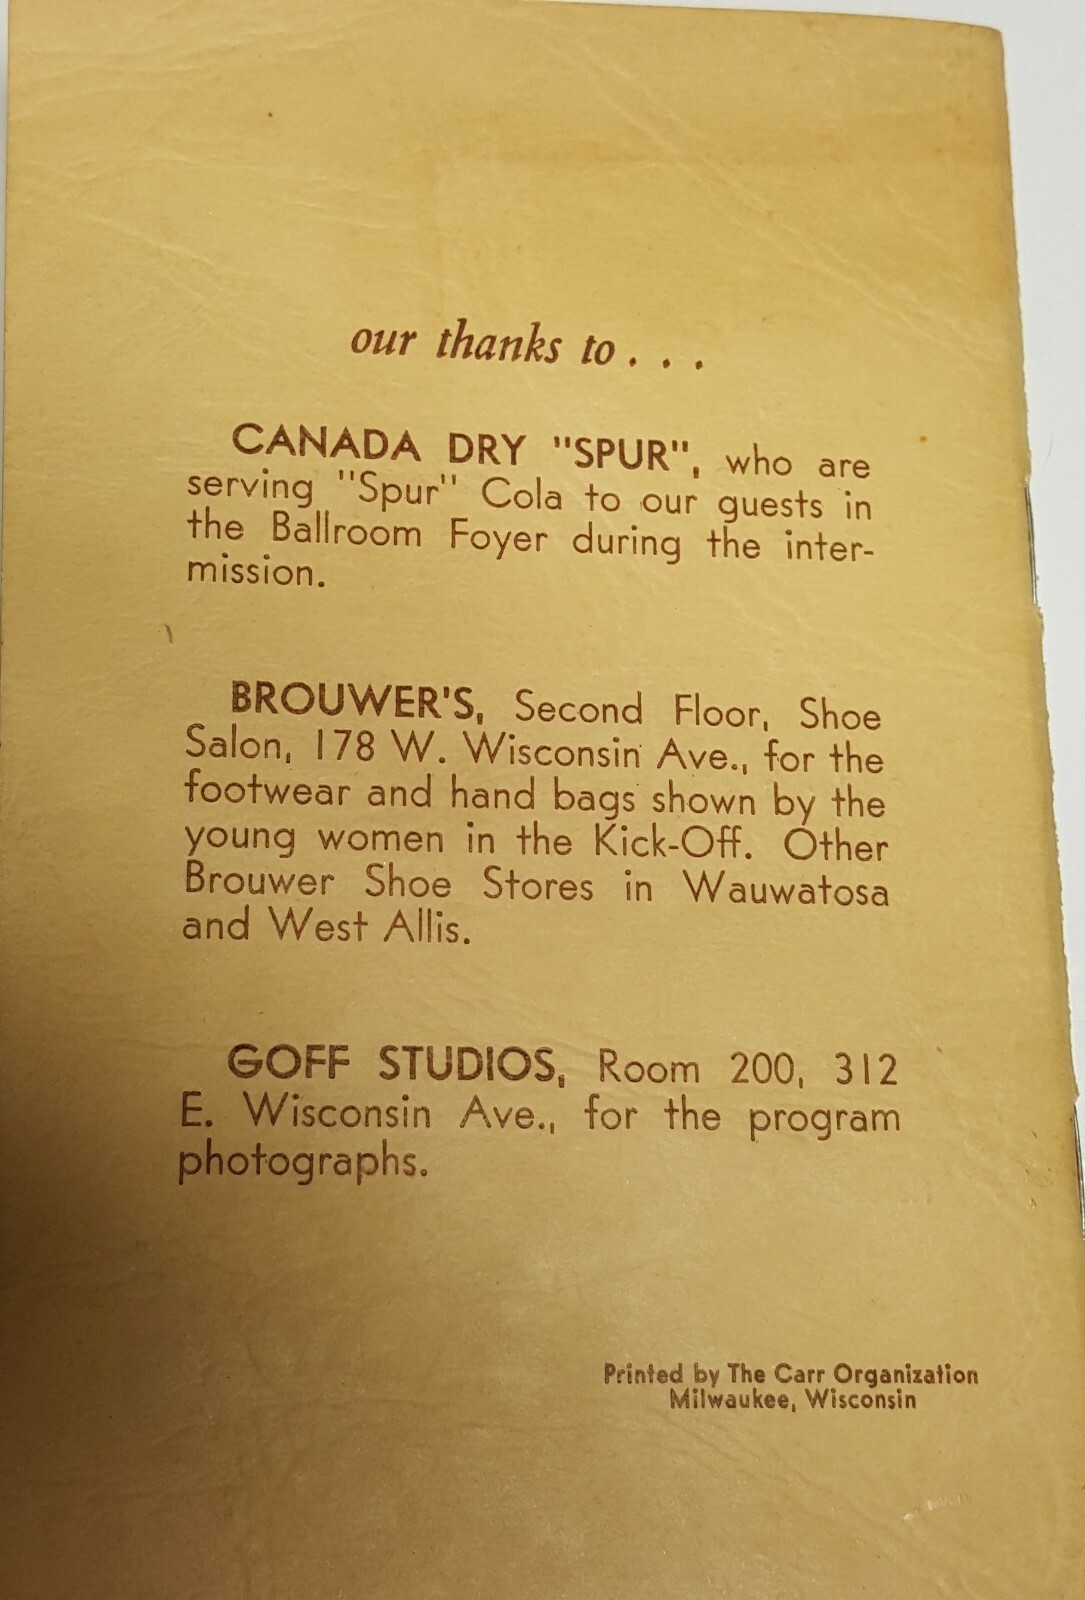 our thanks to . . .
CANADA DRY "SPUR", who are
serving "Spur" Cola to our guests in
the Ballroom Foyer during the inter-
mission.
BROUWER'S, Second Floor, Shoe
Salon, 178 W. Wisconsin Ave., for the
footwear and hand bags shown by the
young women in the Kick-Off. Other
Brouwer Shoe Stores in Wauwatosa
and West Allis.
GOFF STUDIOS, Room 200, 312
E. Wisconsin Ave., for the program
photographs.
Printed by The Carr Organization
Milwaukee, Wisconsin